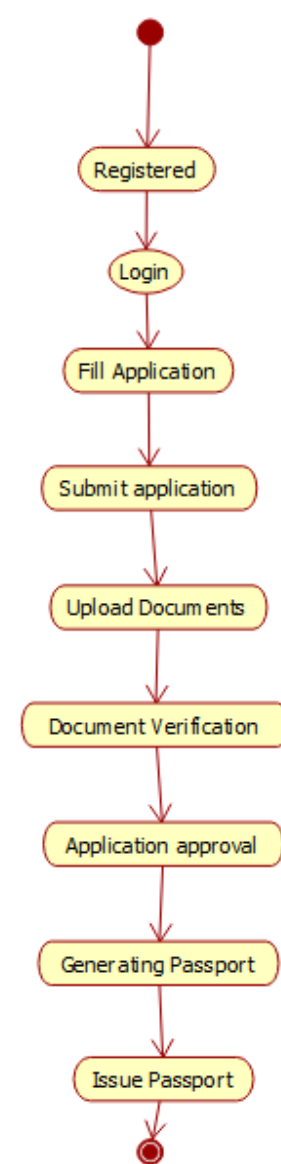 Registered
Login
Fill Application
Submit application
Upload Documents
Document Verification
Application approval
Generating Passport
Issue Passport